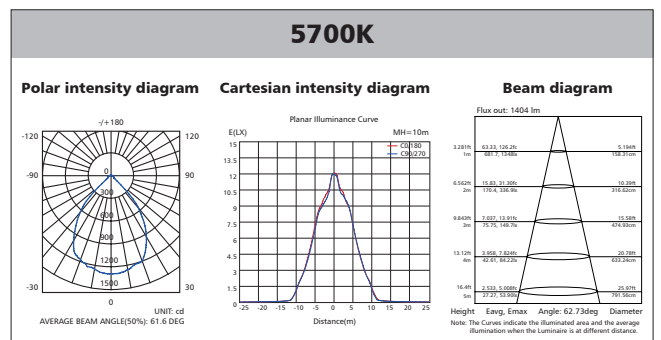 5700K
Polar intensity diagram
-/+180
-120
120
-90
90
-30
30
0
0
300
600
900
1200
1500
UNIT: cd
AVERAGE BEAM ANGLE(50%): 61.6 DEG
Cartesian intensity diagram
Planar Illuminance Curve
E(LX)
MH=10m
C0/180
C90/270
15
13.5
12
10.5
9
7.5
6
4.5
3
1.5
0
-25 -20 -15 -10 -5 0 5 10 15 20 25
Distance(m)
Beam diagram
Flux out: 1404 lm
3.281ft 63.33, 126.2fc 5.194ft
1m 681.7, 1348lx 158.31cm
6.562ft 15.83, 31.30fc 10.39ft
2m 170.4, 336.9lx 316.62cm
9.843ft 7.037, 13.91fc 15.58ft
3m 75.75, 149.7lx 474.93cm
13.12ft 3.958, 7.824fc 20.78ft
4m 42.61, 84.22lx 633.24cm
16.4ft 2.533, 5.008fc 25.97ft
5m 27.27, 53.90lx 791.56cm
Height Eavg, Emax Angle: 62.73deg Diameter
Note: The Curves indicate the illuminated area and the average
illumination when the Luminaire is at different distance.